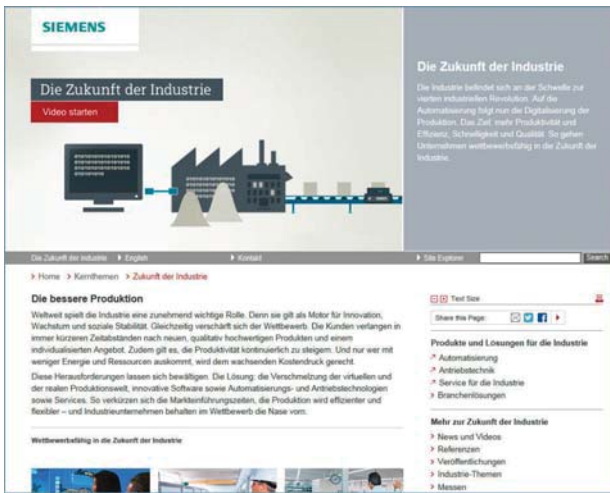 SIEMENS
Die Zukunft der Industrie
Video starten
Die Zukunft der Industrie
Die Industrie befindet sich an der Schwelle zur
vierten industriellen Revolution. Auf die
Automatisierung folgt nun die Digitalisierung der
Produktion. Das Ziel: mehr Produktivität und
Effizienz, Schnelligkeit und Qualität. So gehen
Unternehmen wettbewerbsfähig in die Zukunft der
Industrie.
Die Zukunft der Industrie English Kontakt Site Explorer Search
Home Kernthemen Zukunft der Industrie
Die bessere Produktion
Weltweit spielt die Industrie eine zunehmend wichtige Rolle. Denn sie gilt als Motor für Innovation,
Wachstum und soziale Stabilität. Gleichzeitig verschärft sich der Wettbewerb. Die Kunden verlangen in
immer kürzeren Zeitabständen nach neuen, qualitativ hochwertigen Produkten und einem
individualisierten Angebot. Zudem gilt es, die Produktivität kontinuierlich zu steigern. Und nur wer mit
weniger Energie und Ressourcen auskommt, wird dem wachsenden Kostendruck gerecht.
Diese Herausforderungen lassen sich bewältigen. Die Lösung: die Verschmelzung der virtuellen und
der realen Produktionswelt, innovative Software sowie Automatisierungs- und Antriebstechnologien
sowie Services. So verkürzen sich die Markteinführungszeiten, die Produktion wird effizienter und
flexibler – und Industrieunternehmen behalten im Wettbewerb die Nase vorn.
Wettbewerbsfähig in die Zukunft der Industrie
Text Size
Share this Page:
Produkte und Lösungen für die Industrie
Automatisierung
Antriebstechnik
Service für die Industrie
Branchenlösungen
Mehr zur Zukunft der Industrie
News und Videos
Referenzen
Veröffentlichungen
Industrie-Themen
Messen